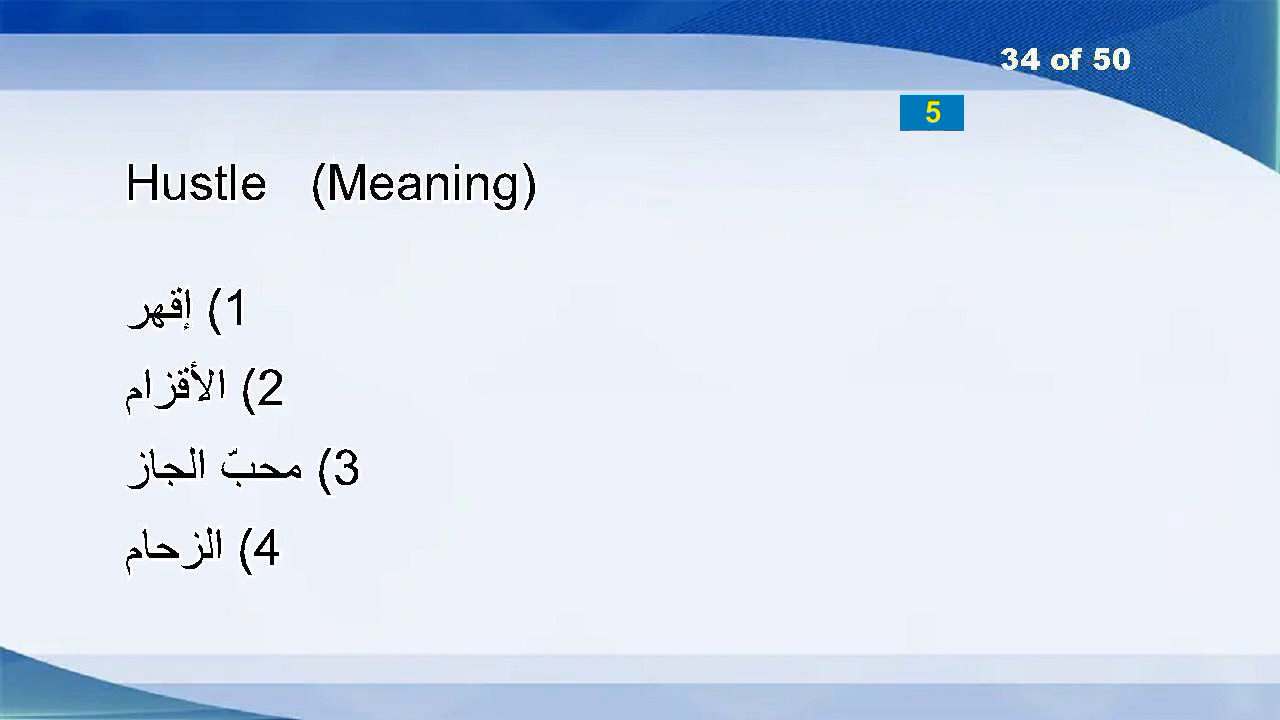 34 of 50
5
Hustle (Meaning)
1) إقهر
2) الأقزام
3) محبّ الجاز
4) الزحام